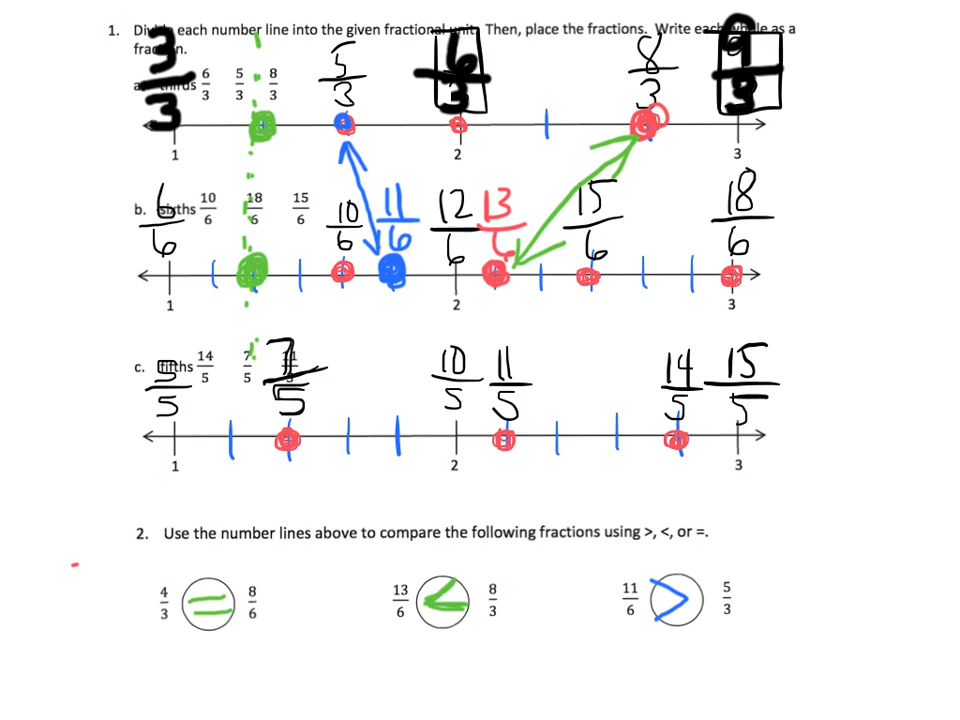 1. Divide each number line into the given fractional unit. Then, place the fractions. Write each whole as a
fraction.
3/3 5/3 6/3 8/3 9/3
a. thirds 6/3 5/3 8/3
1 2 3
b. sixths 10/6 18/6 15/6
6/6 10/6 11/6 12/6 13/6 15/6 18/6
1 2 3
c. fifths 14/5 7/5
5/5 7/5 10/5 11/5 14/5 15/5
1 2 3
2. Use the number lines above to compare the following fractions using >, <, or =.
4/3 = 8/6 13/6 < 8/3 11/6 > 5/3